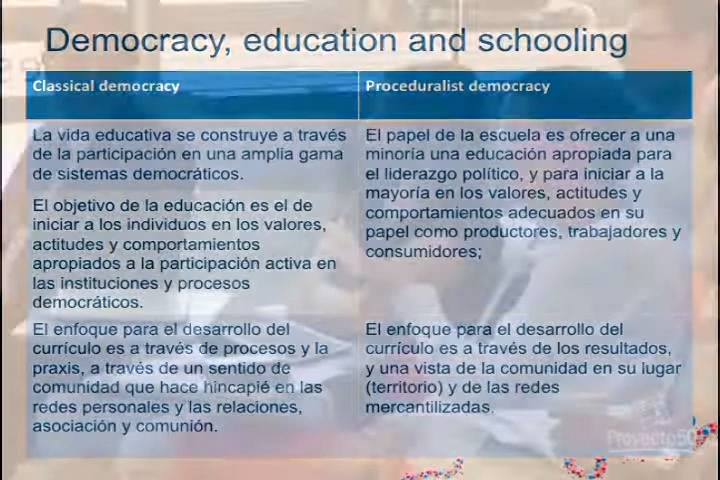 Democracy, education and schooling
Classical democracy
Proceduralist democracy
La vida educativa se construye a través
de la participación en una amplia gama
de sistemas democráticos.
El objetivo de la educación es el de
iniciar a los individuos en los valores,
actitudes y comportamientos
apropiados a la participación activa en
las instituciones y procesos
democráticos.
El papel de la escuela es ofrecer a una
minoría una educación apropiada para
el liderazgo político, y para iniciar a la
mayoría en los valores, actitudes y
comportamientos adecuados en su
papel como productores, trabajadores y
consumidores;
El enfoque para el desarrollo del
currículo es a través de procesos y la
praxis, a través de un sentido de
comunidad que hace hincapié en las
redes personales y las relaciones,
asociación y comunión.
El enfoque para el desarrollo del
currículo es a través de los resultados,
y una vista de la comunidad en su lugar
(territorio) y de las redes
mercantilizadas.
Proyecto50